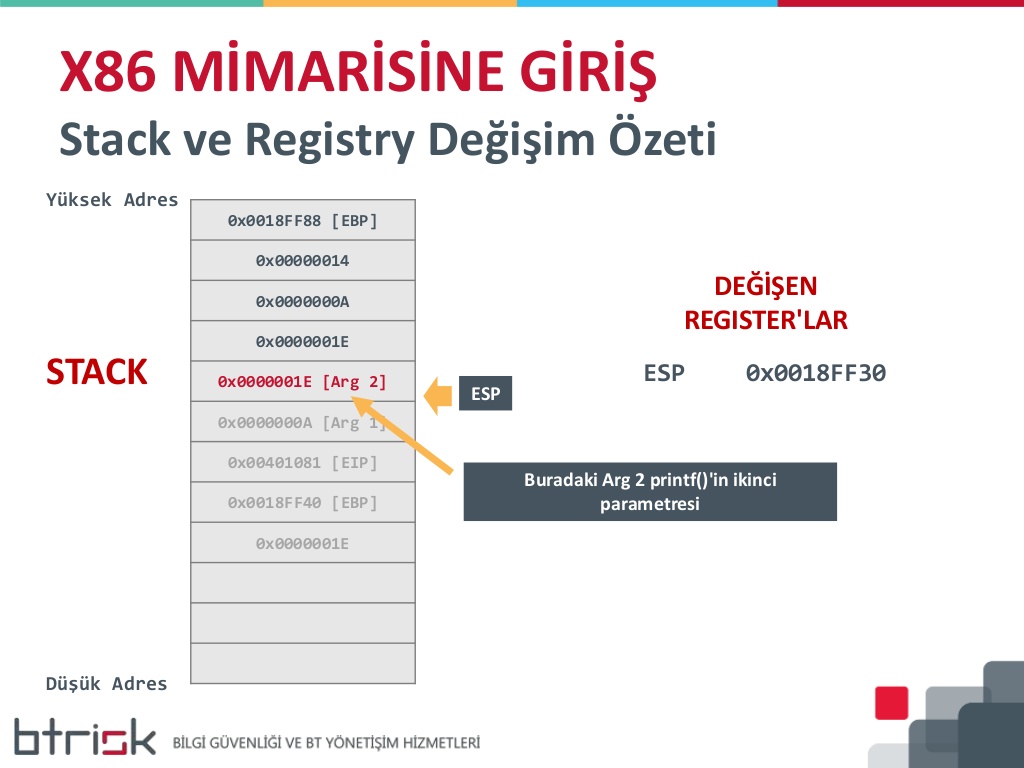 X86 MİMARİSİNE GİRİŞ
Stack ve Registry Değişim Özeti
Yüksek Adres
0x0018FF88 [EBP]
0x00000014
0x0000000A
0x0000001E
STACK
0x0000001E [Arg 2]
0x0000000A [Arg 1]
0x00401081 [EIP]
0x0018FF40 [EBP]
0x0000001E
Düşük Adres
ESP
Buradaki Arg 2 printf()'in ikinci
parametresi
DEĞİŞEN
REGISTER'LAR
ESP 0x0018FF30
btrisk BİLGİ GÜVENLİĞİ VE BT YÖNETİŞİM HİZMETLERİ